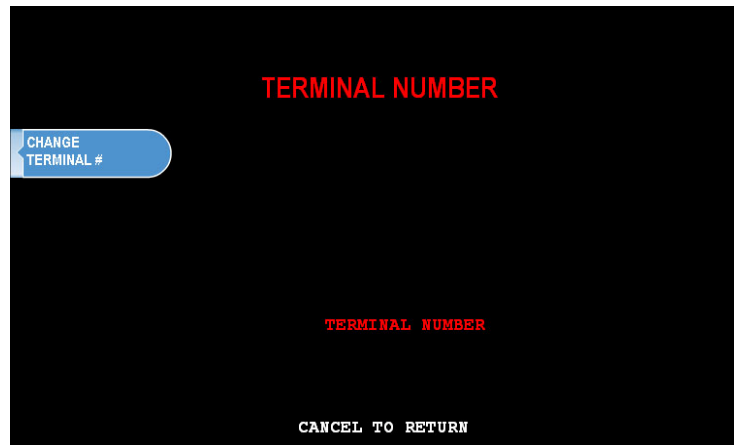 TERMINAL NUMBER
CHANGE
TERMINAL #
TERMINAL NUMBER
CANCEL TO RETURN